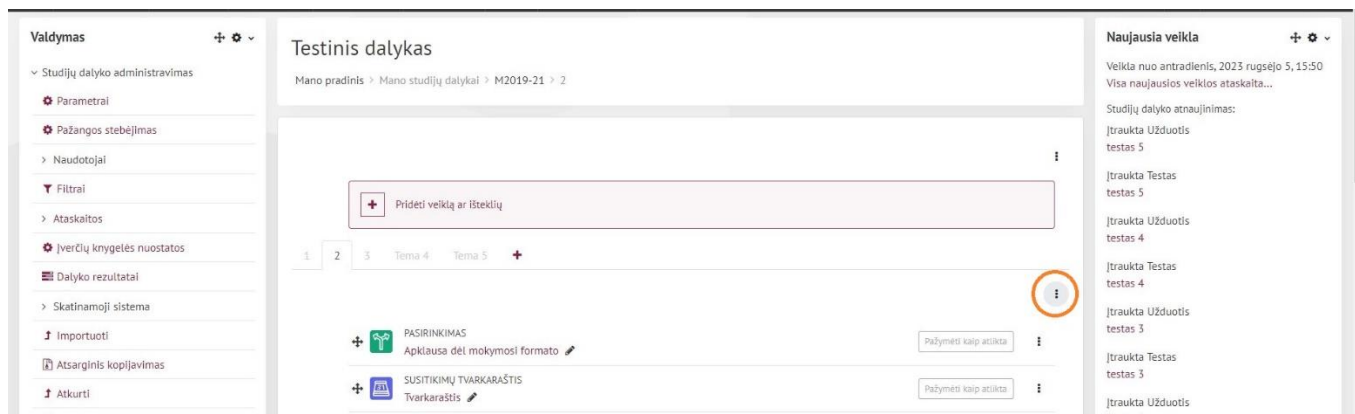 Valdymas
Studijų dalyko administravimas
Parametrai
Pažangos stebėjimas
Naudotojai
Filtrai
Ataskaitos
Įverčių knygelės nuostatos
Dalyko rezultatai
Skatinamoji sistema
Importuoti
Atsarginis kopijavimas
Atkurti
Testinis dalykas
Mano pradinis > Mano studijų dalykai > M2019-21 > 2
Pridėti veiklą ar išteklių
1 2 3 Tema 4 Tema 5
PASIRINKIMAS
Apklausa dėl mokymosi formato
Pažymėti kaip atlikta
SUSITIKIMŲ TVARKARAŠTIS
Tvarkaraštis
Pažymėti kaip atlikta
Naujausia veikla
Veikla nuo antradienis, 2023 rugsėjo 5, 15:50
Visa naujausios veiklos ataskaita...
Studijų dalyko atnaujinimas:
Įtraukta Užduotis
testas 5
Įtraukta Testas
testas 5
Įtraukta Užduotis
testas 4
Įtraukta Testas
testas 4
Įtraukta Užduotis
testas 3
Įtraukta Testas
testas 3
Įtraukta Užduotis